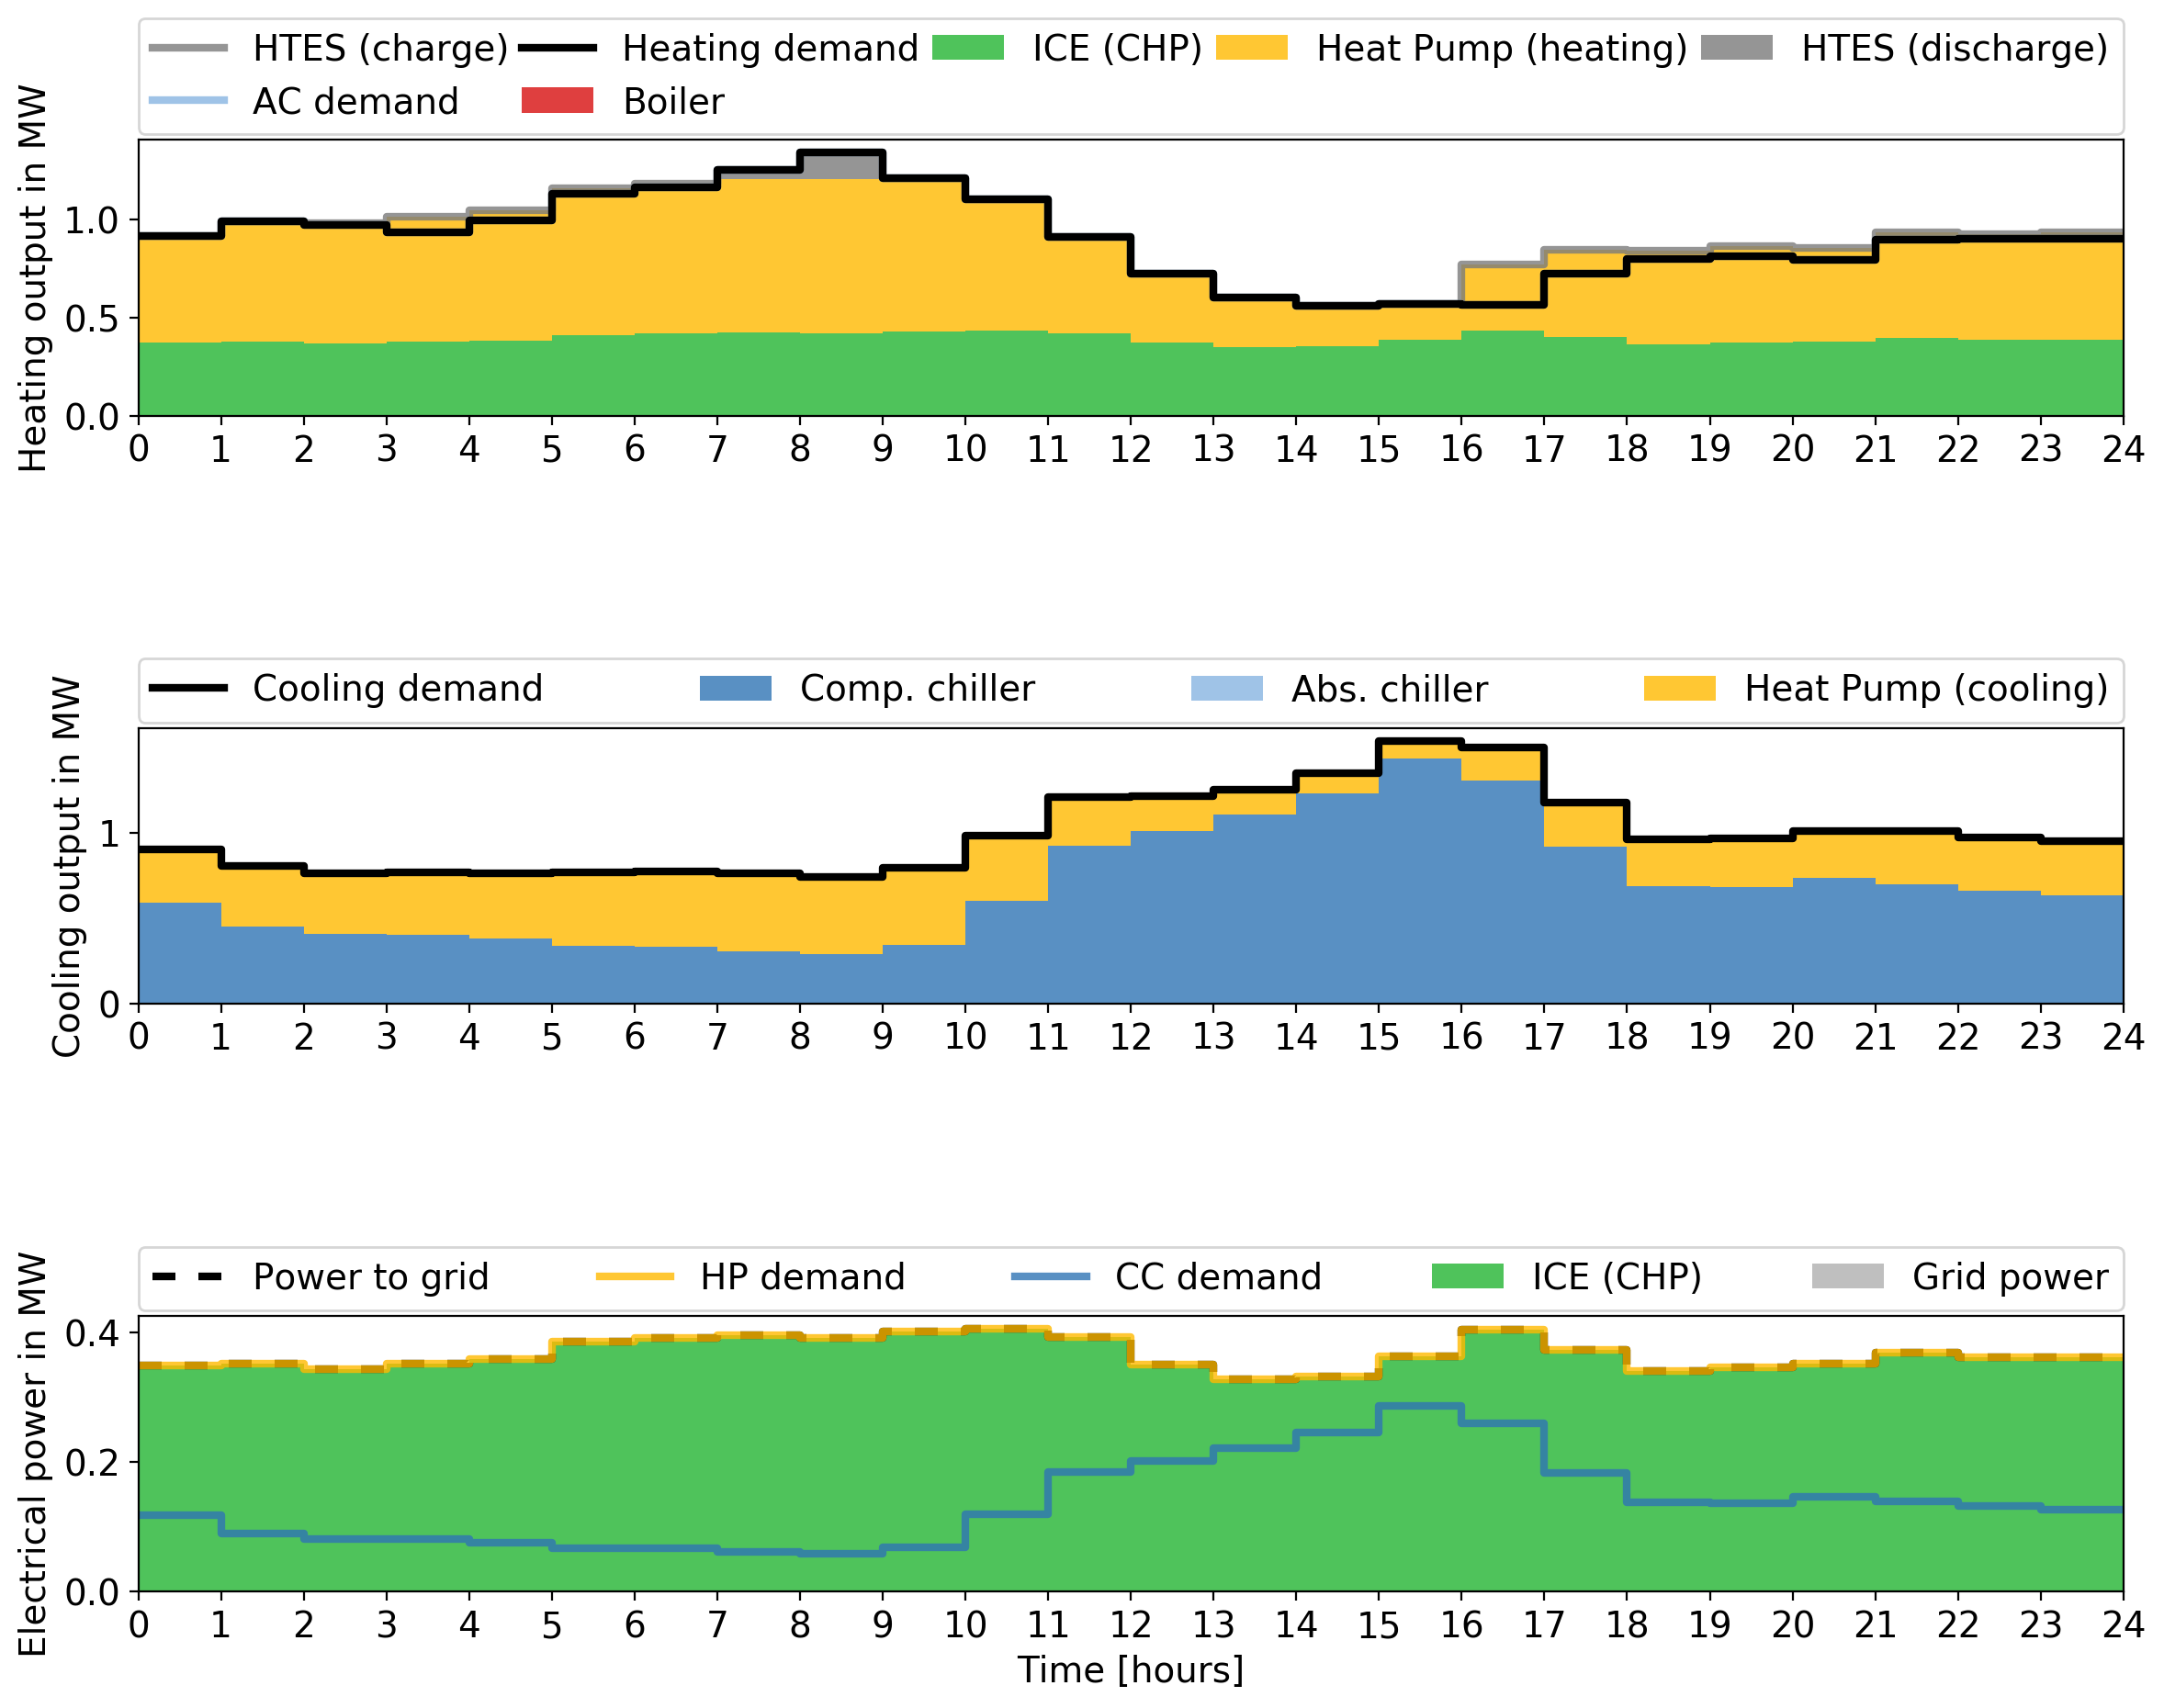 HTES (charge) Heating demand ICE (CHP) Heat Pump (heating) HTES (discharge)
AC demand Boiler
Heating output in MW
1.0
0.5
0.0
0 1 2 3 4 5 6 7 8 9 10 11 12 13 14 15 16 17 18 19 20 21 22 23 24
Cooling demand Comp. chiller Abs. chiller Heat Pump (cooling)
Cooling output in MW
1
0
0 1 2 3 4 5 6 7 8 9 10 11 12 13 14 15 16 17 18 19 20 21 22 23 24
Power to grid HP demand CC demand ICE (CHP) Grid power
Electrical power in MW
0.4
0.2
0.0
0 1 2 3 4 5 6 7 8 9 10 11 12 13 14 15 16 17 18 19 20 21 22 23 24
Time [hours]